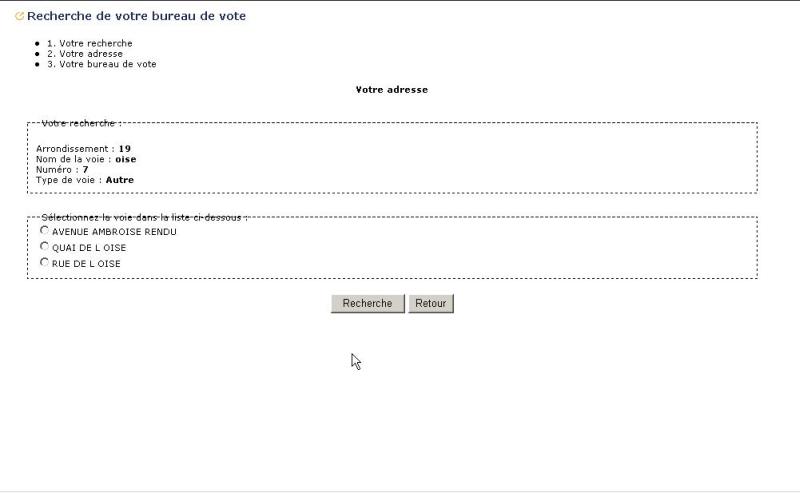 Recherche de votre bureau de vote
1. Votre recherche
2. Votre adresse
3. Votre bureau de vote
Votre adresse
Votre recherche :
Arrondissement : 19
Nom de la voie : oise
Numéro : 7
Type de voie : Autre
Sélectionnez la voie dans la liste ci-dessous :
AVENUE AMBROISE RENDU
QUAI DE L OISE
RUE DE L OISE
Recherche Retour